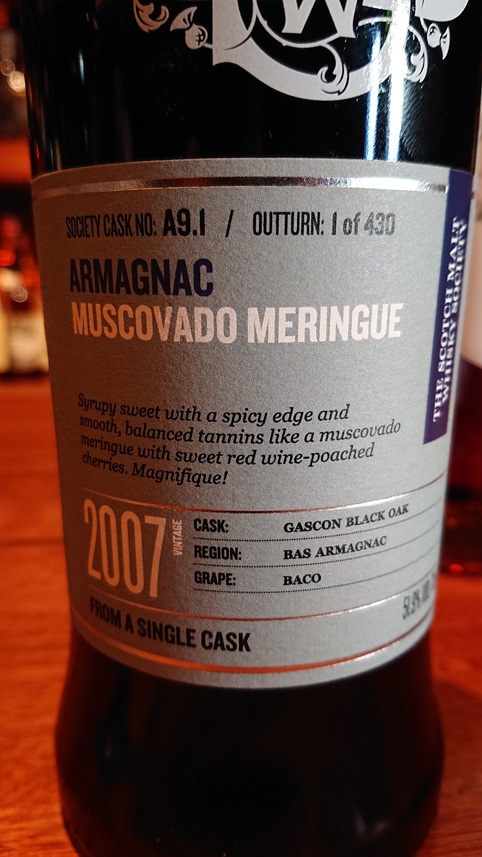 SOCIETY CASK NO: A9.1 / OUTTURN: 1 of 430
ARMAGNAC
MUSCOVADO MERINGUE
THE SCOTCH MALT
WHISKY SOCIETY
Syrupy sweet with a spicy edge and
smooth, balanced tannins like a muscovado
meringue with sweet red wine-poached
cherries. Magnifique!
2007
VINTAGE
CASK: GASCON BLACK OAK
REGION: BAS ARMAGNAC
GRAPE: BACO
FROM A SINGLE CASK